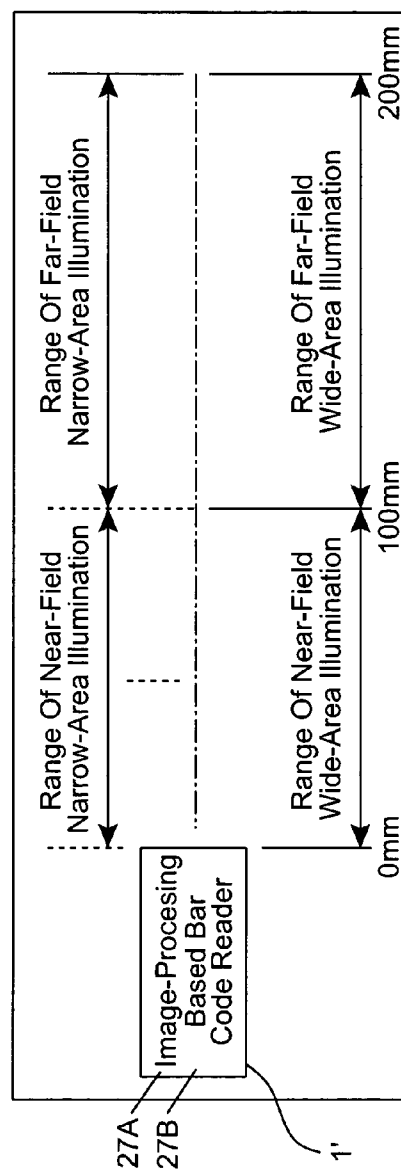 Range Of Near-Field
Narrow-Area Illumination
Range Of Far-Field
Narrow-Area Illumination
27A
27B
Image-Procesing
Based Bar
Code Reader
1'
Range Of Near-Field
Wide-Area Illumination
Range Of Far-Field
Wide-Area Illumination
0mm
100mm
200mm